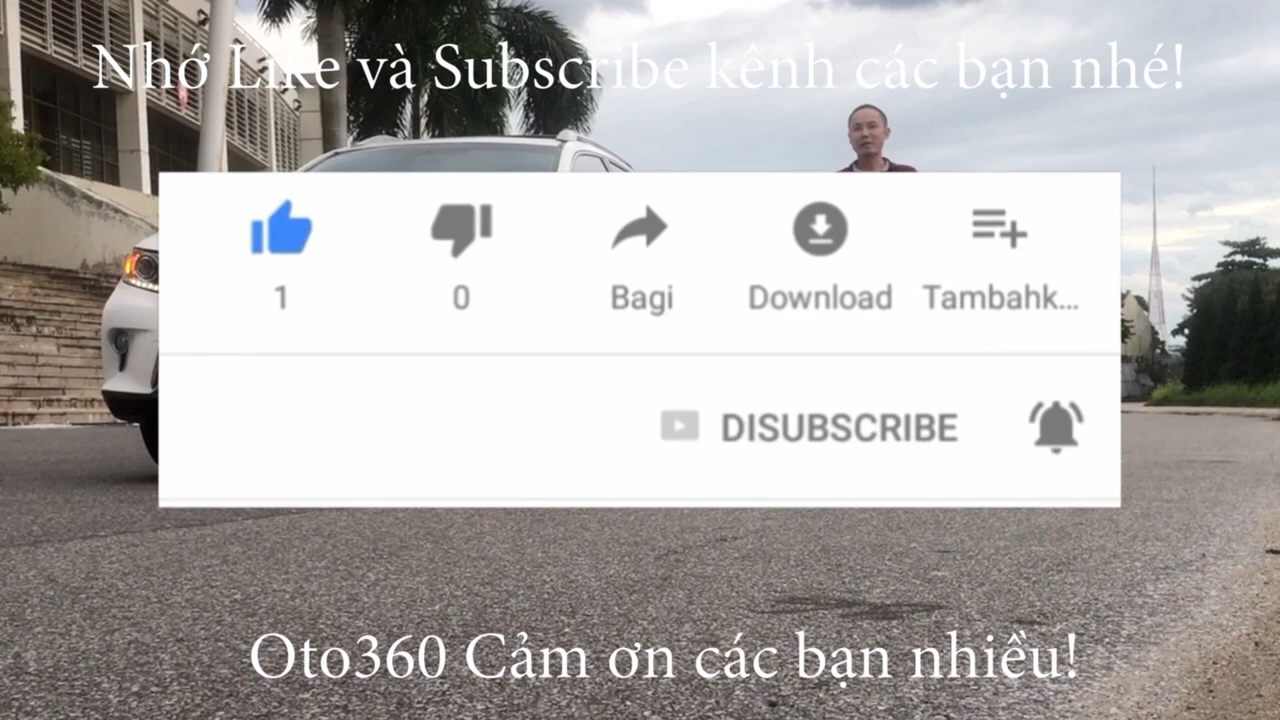 Nhớ Like và Subscribe kênh các bạn nhé!
1
0
Bagi
Download
Tambahk...
DISUBSCRIBE
Oto360 Cảm ơn các bạn nhiều!